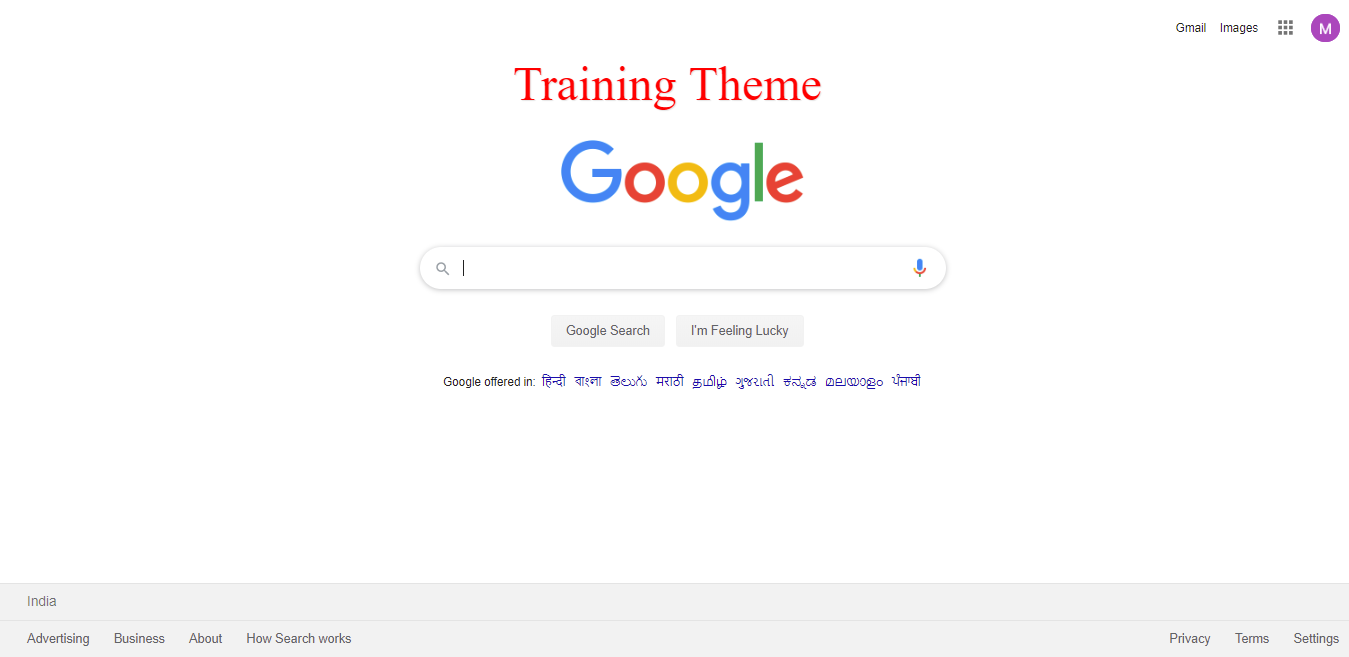 Gmail Images M
Training Theme
Google
Google Search I'm Feeling Lucky
Google offered in: हिन्दी বাংলা తెలుగు मराठी தமிழ் ગુજરાતી ಕನ್ನಡ മലയാളം ਪੰਜਾਬੀ
India
Advertising Business About How Search works Privacy Terms Settings